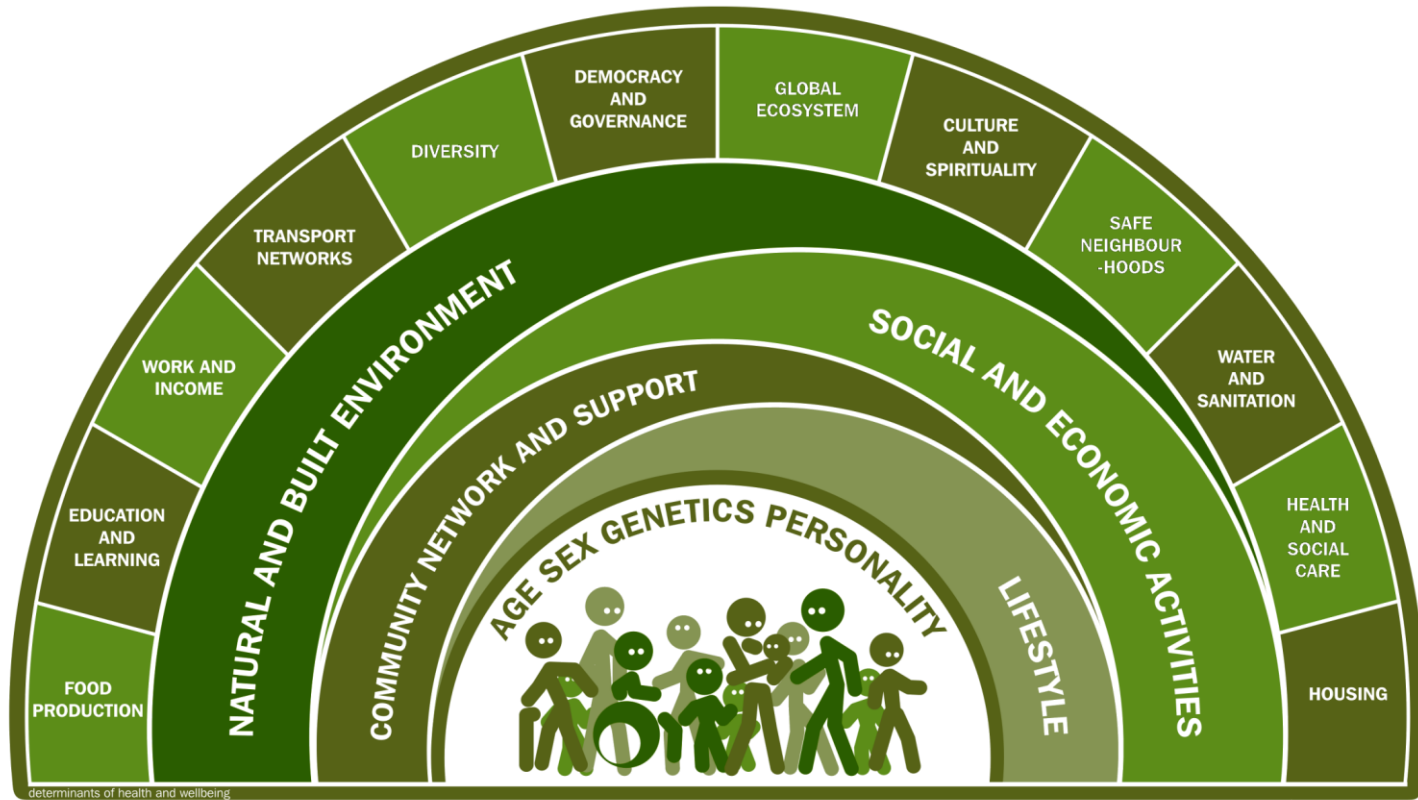 FOOD
PRODUCTION
EDUCATION
AND
LEARNING
WORK AND
INCOME
TRANSPORT
NETWORKS
DIVERSITY
DEMOCRACY
AND
GOVERNANCE
GLOBAL
ECOSYSTEM
CULTURE
AND
SPIRITUALITY
SAFE
NEIGHBOUR
-HOODS
WATER
AND
SANITATION
HEALTH
AND
SOCIAL
CARE
HOUSING
NATURAL AND BUILT ENVIRONMENT
SOCIAL AND ECONOMIC ACTIVITIES
COMMUNITY NETWORK AND SUPPORT
LIFESTYLE
AGE SEX GENETICS PERSONALITY
determinants of health and wellbeing